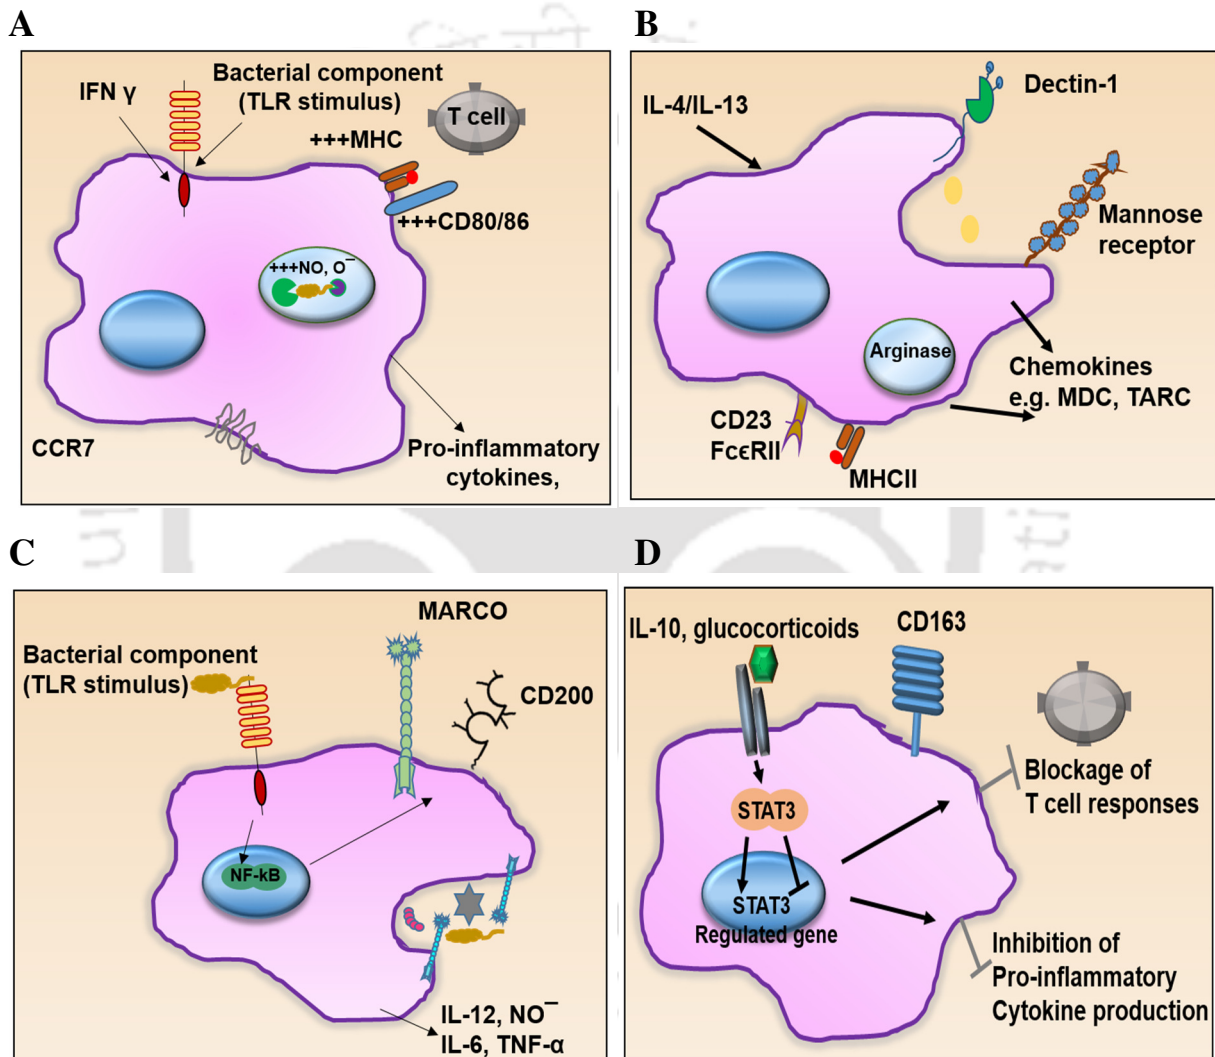 A
IFN γ
Bacterial component
(TLR stimulus)
T cell
+++MHC
+++CD80/86
+++NO, O¯
CCR7
Pro-inflammatory
cytokines,
B
IL-4/IL-13
Dectin-1
Mannose
receptor
Arginase
Chemokines
e.g. MDC, TARC
CD23
FcϵRII
MHCII
C
MARCO
Bacterial component
(TLR stimulus)
CD200
NF-kB
IL-12, NO¯
IL-6, TNF-α
D
IL-10, glucocorticoids
CD163
STAT3
Blockage of
T cell responses
STAT3
Regulated gene
Inhibition of
Pro-inflammatory
Cytokine production